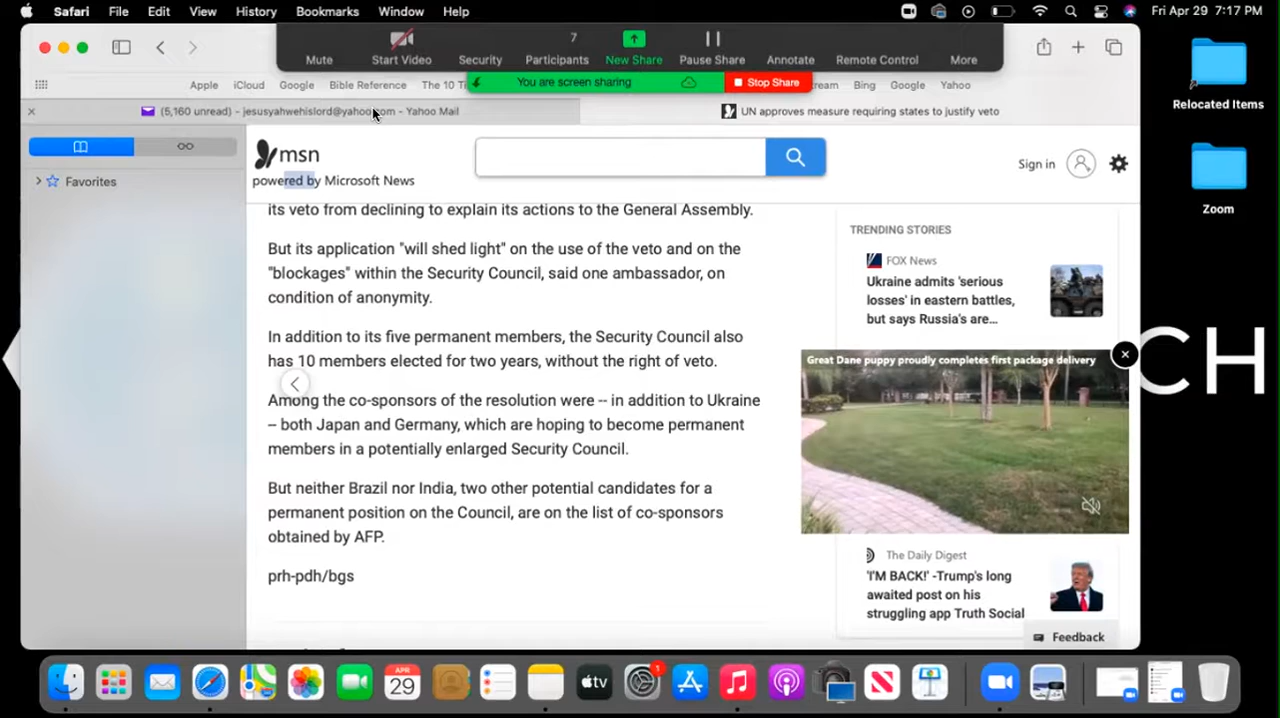 Safari File Edit View History Bookmarks Window Help
Fri Apr 29 7:17 PM
7
Mute Start Video Security Participants New Share Pause Share Annotate Remote Control More
You are screen sharing Stop Share
Apple iCloud Google Bible Reference The 10 Ti
Bing Google Yahoo
(5,160 unread) - jesusyahwehislord@yahoo.com - Yahoo Mail
UN approves measure requiring states to justify veto
Relocated Items
Zoom
Favorites
msn
powered by Microsoft News
Sign in
its veto from declining to explain its actions to the General Assembly.
But its application "will shed light" on the use of the veto and on the
"blockages" within the Security Council, said one ambassador, on
condition of anonymity.
In addition to its five permanent members, the Security Council also
has 10 members elected for two years, without the right of veto.
Among the co-sponsors of the resolution were -- in addition to Ukraine
-- both Japan and Germany, which are hoping to become permanent
members in a potentially enlarged Security Council.
But neither Brazil nor India, two other potential candidates for a
permanent position on the Council, are on the list of co-sponsors
obtained by AFP.
prh-pdh/bgs
TRENDING STORIES
FOX News
Ukraine admits 'serious
losses' in eastern battles,
but says Russia's are...
Great Dane puppy proudly completes first package delivery
The Daily Digest
'I'M BACK!' -Trump's long
awaited post on his
struggling app Truth Social
Feedback
CH
APR
29
tv
1